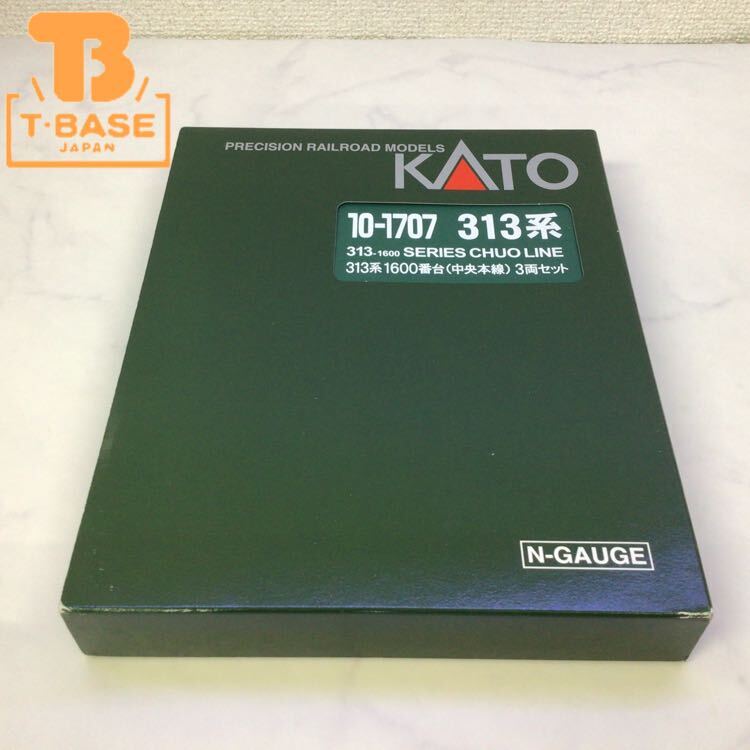 T-BASE
JAPAN
PRECISION RAILROAD MODELS
KATO
10-1707 313系
313-1600 SERIES CHUO LINE
313系1600番台(中央本線)3両セット
N-GAUGE